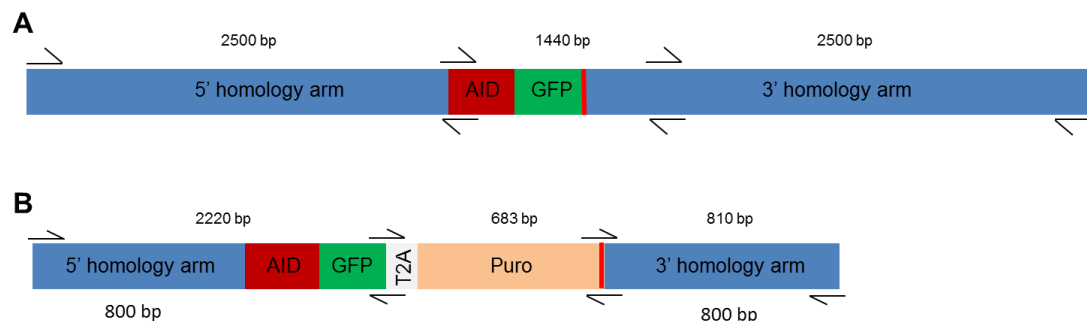 A
2500 bp 1440 bp 2500 bp
5’ homology arm AID GFP 3’ homology arm
B
2220 bp 683 bp 810 bp
5’ homology arm AID GFP T2A Puro 3’ homology arm
800 bp 800 bp